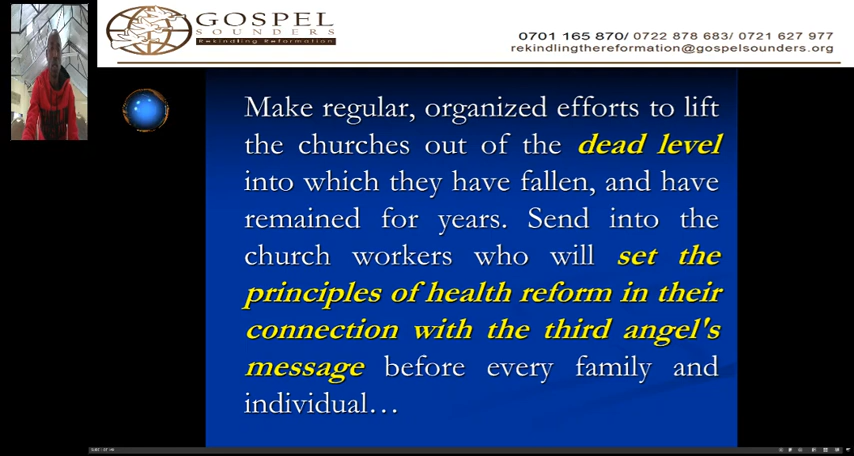 GOSPEL
SOUNDERS
Rekindling Reformation
0701 165 870/ 0722 878 683/ 0721 627 977
rekindlingthereformation@gospelsounders.org
Make regular, organized efforts to lift
the churches out of the dead level
into which they have fallen, and have
remained for years. Send into the
church workers who will set the
principles of health reform in their
connection with the third angel's
message before every family and
individual…